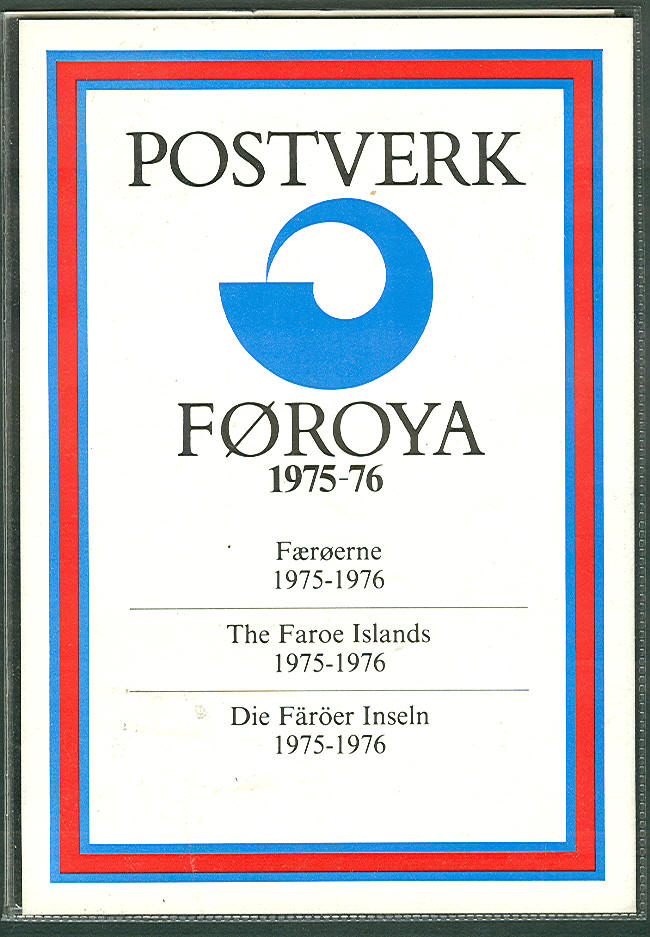 POSTVERK
FØROYA
1975-76
Færøerne
1975-1976
The Faroe Islands
1975-1976
Die Färöer Inseln
1975-1976